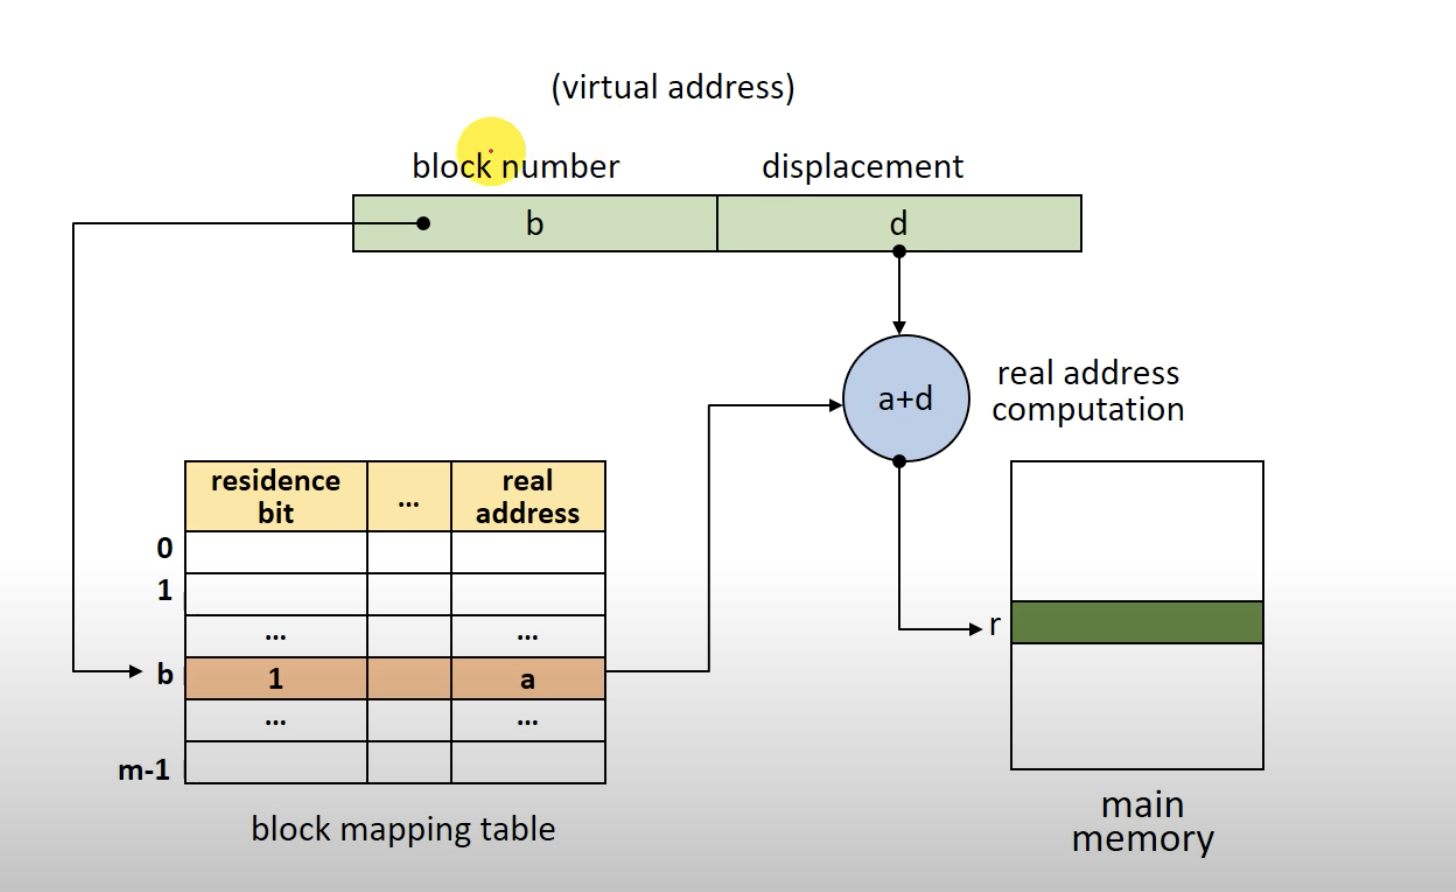 (virtual address)
block number
displacement
b
d
a+d
real address
computation
residence
bit
...
real
address
0
1
...
...
b
1
a
...
...
m-1
block mapping table
r
main
memory